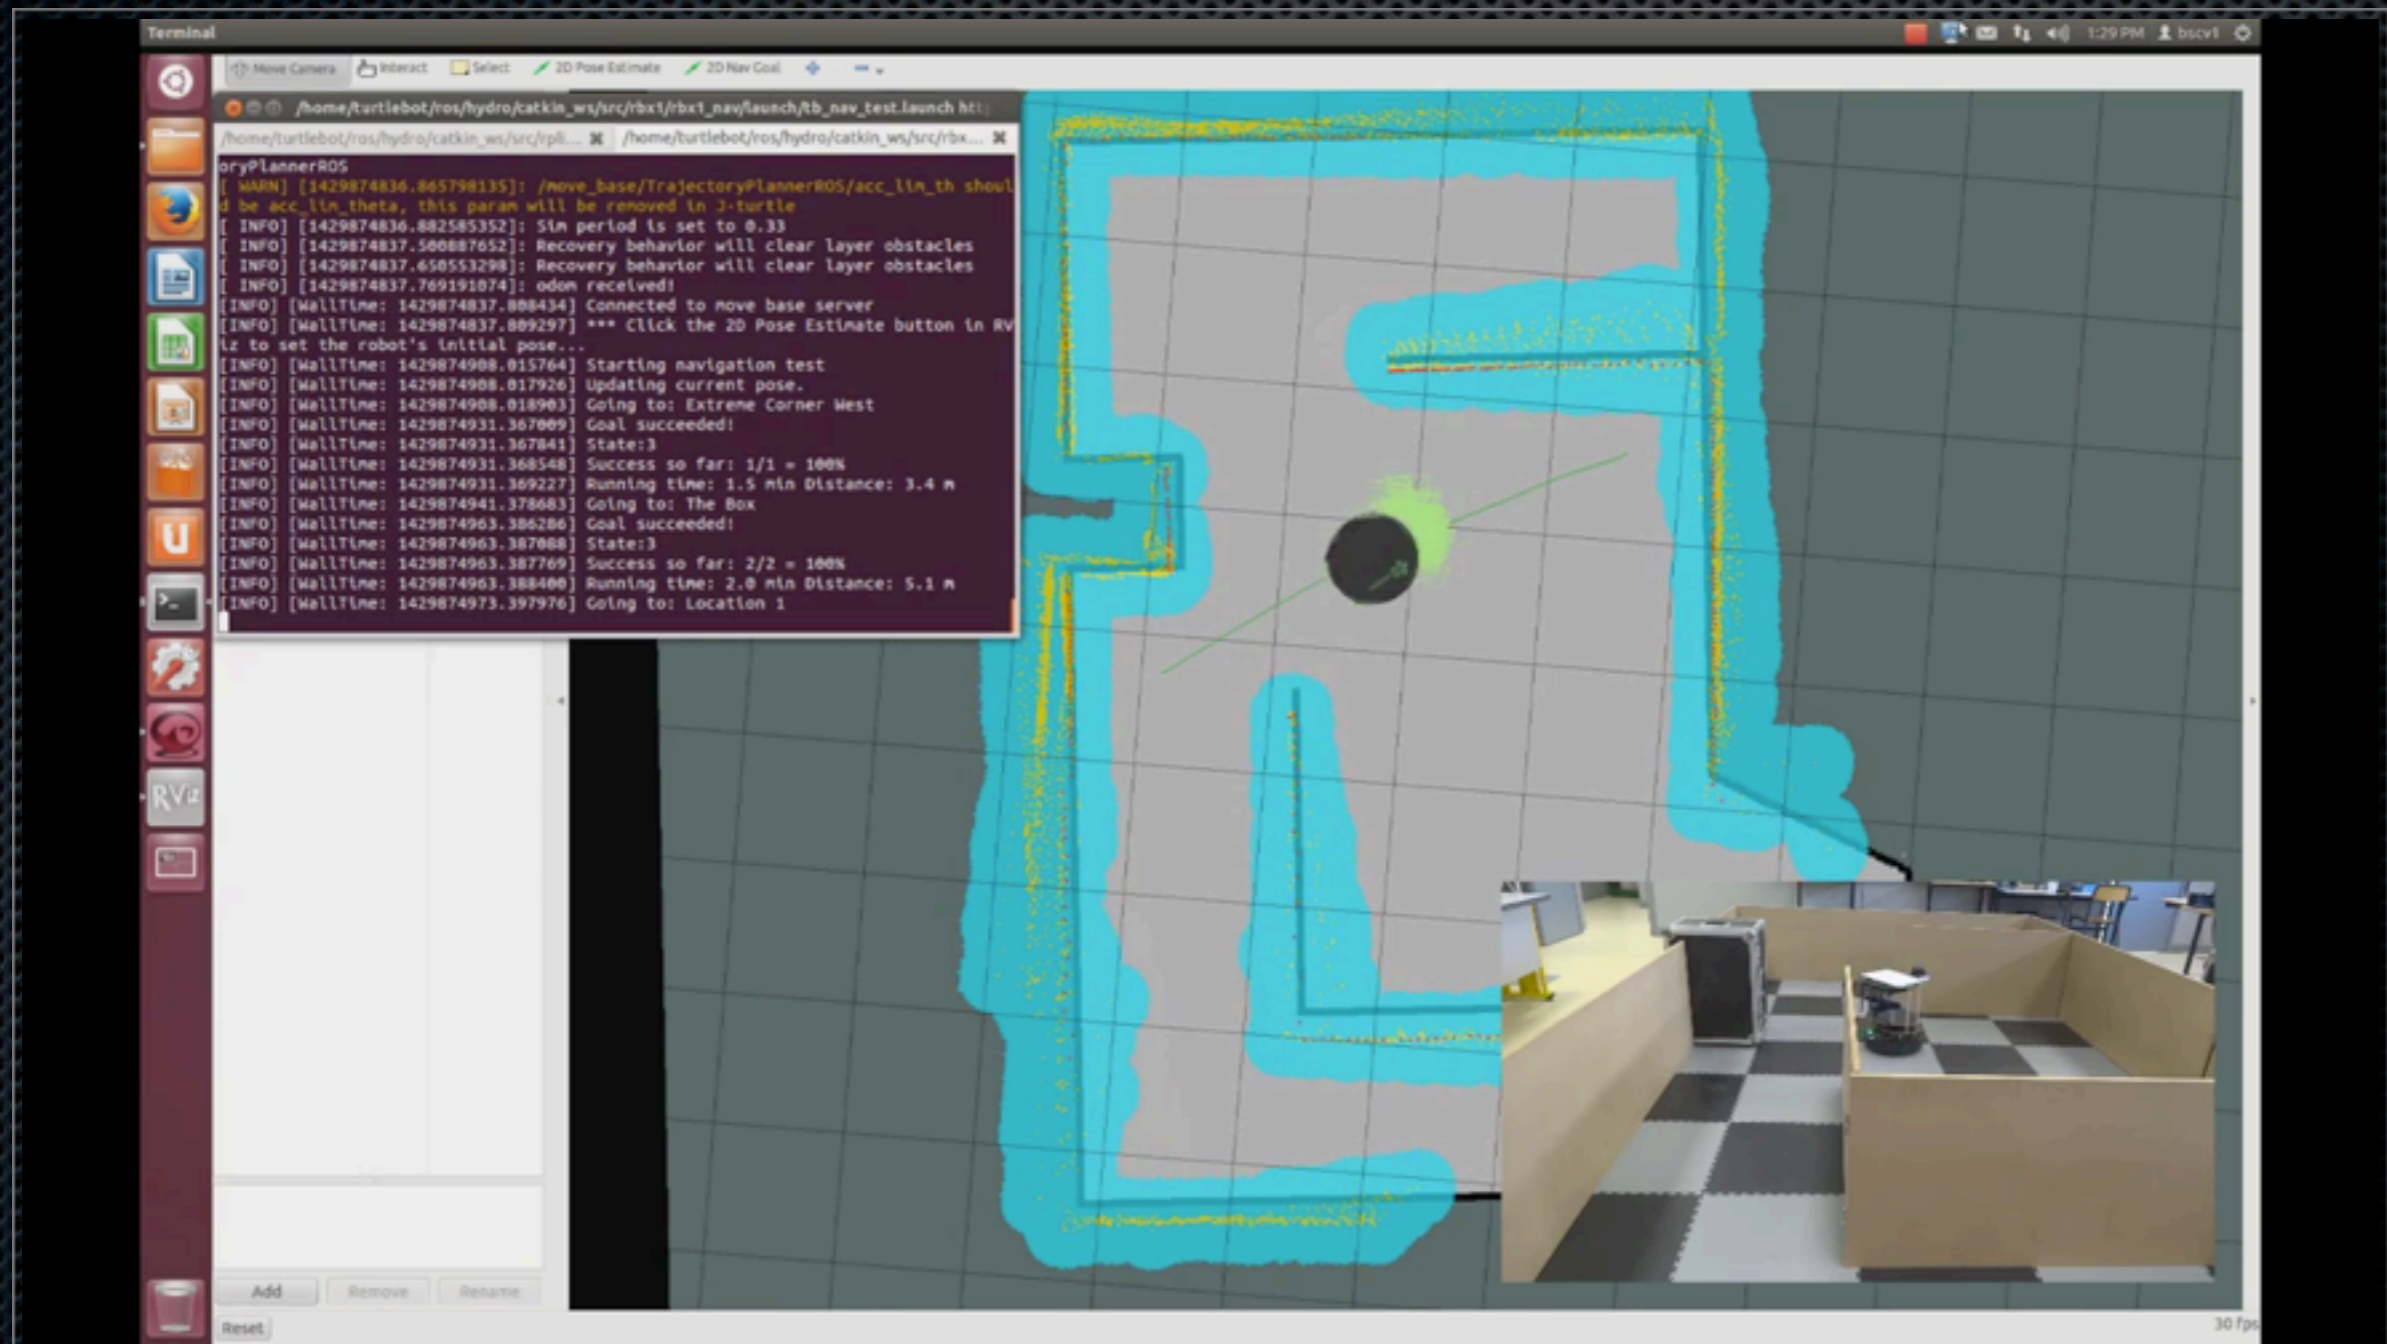 Terminal
1:29 PM bscv1
Move Camera Interact Select 2D Pose Estimate 2D Nav Goal
/home/turtlebot/ros/hydro/catkin_ws/src/rbx1/rbx1_nav/launch/tb_nav_test.launch htt
/home/turtlebot/ros/hydro/catkin_ws/src/rpli... /home/turtlebot/ros/hydro/catkin_ws/src/rbx...
oryPlannerROS
[ WARN] [1429874836.865798135]: /move_base/TrajectoryPlannerROS/acc_lim_th shoul
d be acc_lim_theta, this param will be removed in J-turtle
[ INFO] [1429874836.882585352]: Sim period is set to 0.33
[ INFO] [1429874837.500887652]: Recovery behavior will clear layer obstacles
[ INFO] [1429874837.650553298]: Recovery behavior will clear layer obstacles
[ INFO] [1429874837.769191074]: odom received!
[INFO] [WallTime: 1429874837.808434] Connected to move base server
[INFO] [WallTime: 1429874837.809297] *** Click the 2D Pose Estimate button in RV
iz to set the robot's initial pose...
[INFO] [WallTime: 1429874908.015764] Starting navigation test
[INFO] [WallTime: 1429874908.017926] Updating current pose.
[INFO] [WallTime: 1429874908.018903] Going to: Extreme Corner West
[INFO] [WallTime: 1429874931.367009] Goal succeeded!
[INFO] [WallTime: 1429874931.367841] State:3
[INFO] [WallTime: 1429874931.368548] Success so far: 1/1 = 100%
[INFO] [WallTime: 1429874931.369227] Running time: 1.5 min Distance: 3.4 m
[INFO] [WallTime: 1429874941.378683] Going to: The Box
[INFO] [WallTime: 1429874963.386286] Goal succeeded!
[INFO] [WallTime: 1429874963.387088] State:3
[INFO] [WallTime: 1429874963.387769] Success so far: 2/2 = 100%
[INFO] [WallTime: 1429874963.388400] Running time: 2.0 min Distance: 5.1 m
[INFO] [WallTime: 1429874973.397976] Going to: Location 1
RViz
Add Remove Rename
Reset
30 fps